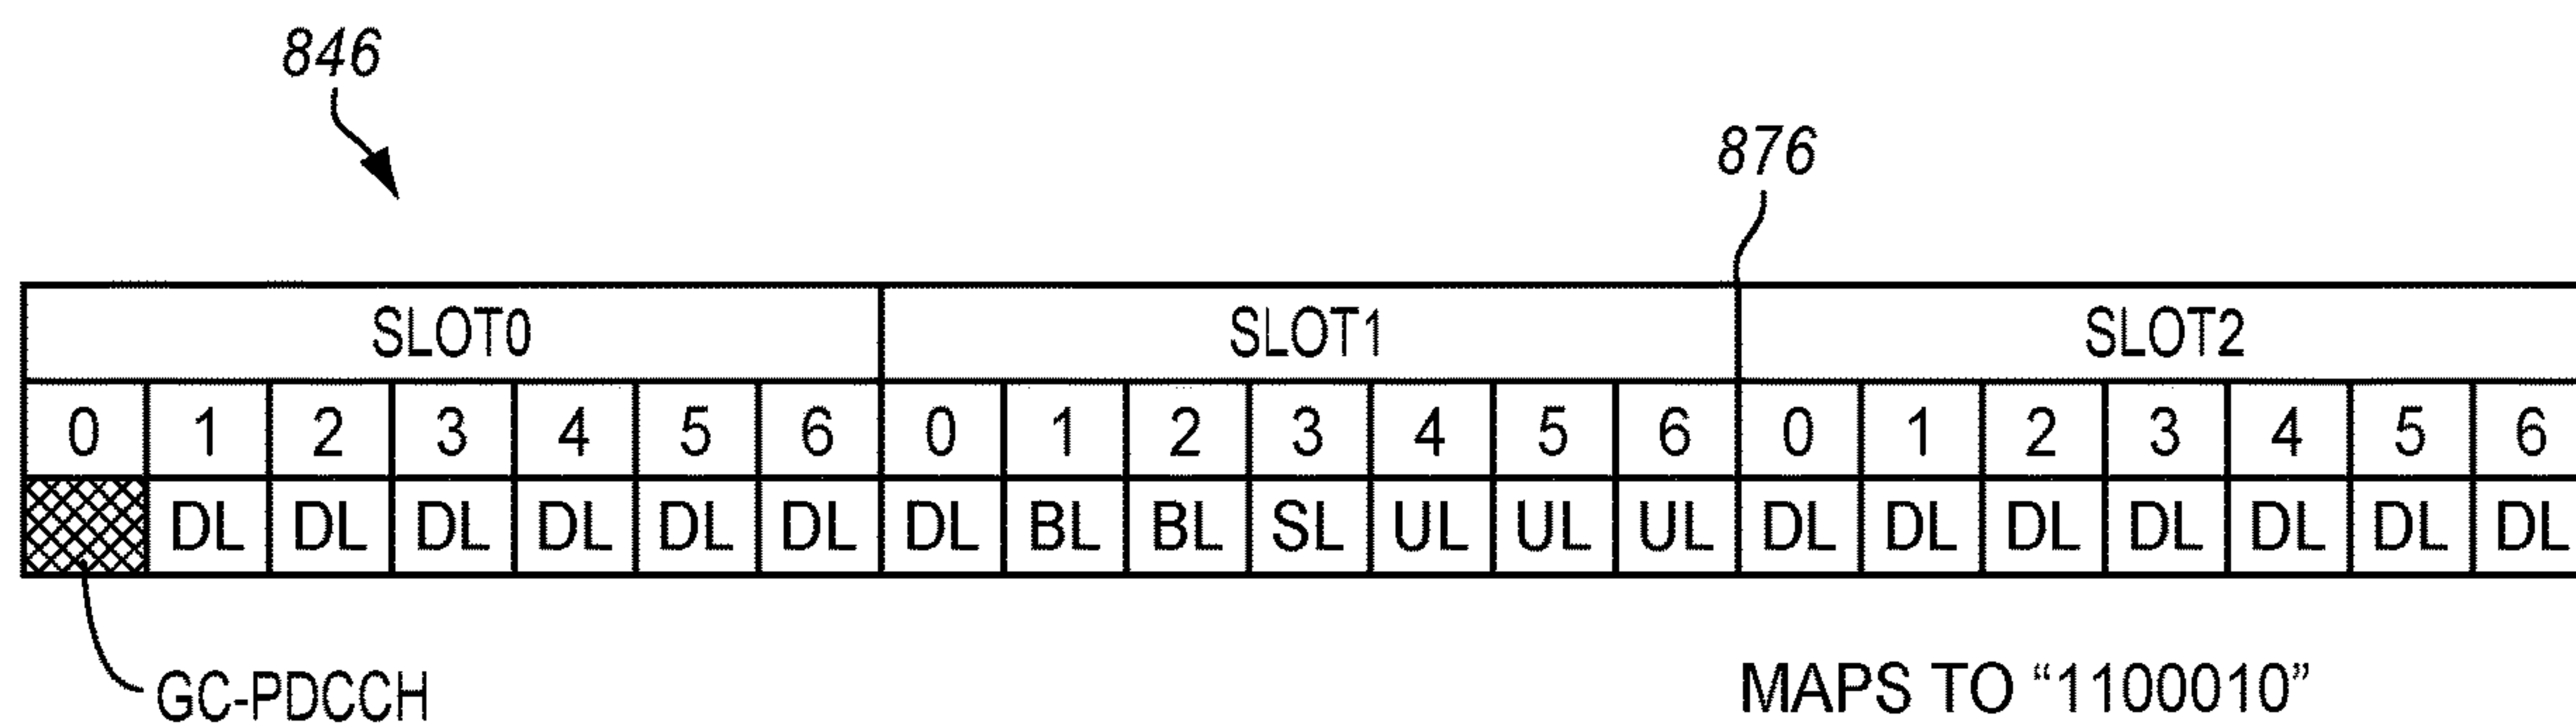 846
876
SLOT0 SLOT1 SLOT2
0 1 2 3 4 5 6 0 1 2 3 4 5 6 0 1 2 3 4 5 6
DL DL DL DL DL DL DL BL BL SL UL UL UL DL DL DL DL DL DL DL
GC-PDCCH MAPS TO “1100010”